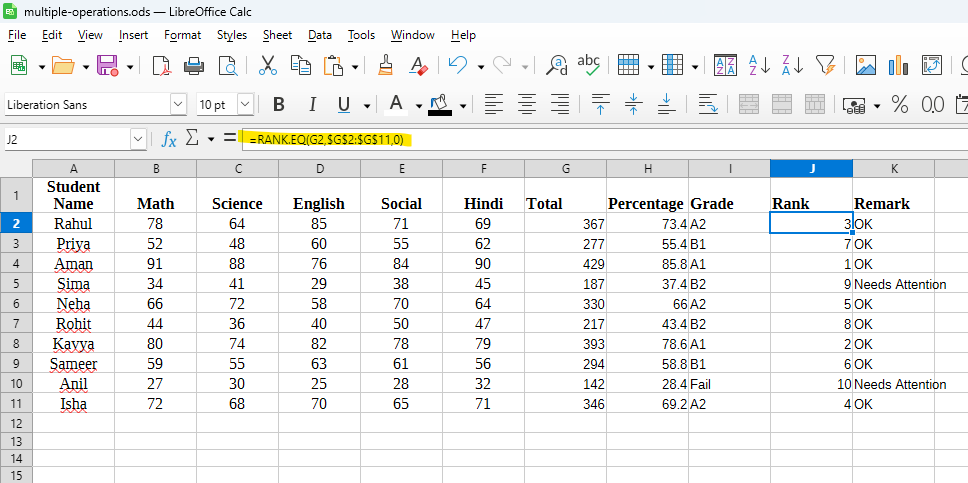 multiple-operations.ods — LibreOffice Calc
File Edit View Insert Format Styles Sheet Data Tools Window Help
abc A Z Z A A Z Z A
Liberation Sans 10 pt B I U A % 0.0 7
J2 fx Σ = =RANK.EQ(G2,$G$2:$G$11,0)
A B C D E F G H I J K
1 Student Name Math Science English Social Hindi Total Percentage Grade Rank Remark
2 Rahul 78 64 85 71 69 367 73.4 A2 3 OK
3 Priya 52 48 60 55 62 277 55.4 B1 7 OK
4 Aman 91 88 76 84 90 429 85.8 A1 1 OK
5 Sima 34 41 29 38 45 187 37.4 B2 9 Needs Attention
6 Neha 66 72 58 70 64 330 66 A2 5 OK
7 Rohit 44 36 40 50 47 217 43.4 B2 8 OK
8 Kavya 80 74 82 78 79 393 78.6 A1 2 OK
9 Sameer 59 55 63 61 56 294 58.8 B1 6 OK
10 Anil 27 30 25 28 32 142 28.4 Fail 10 Needs Attention
11 Isha 72 68 70 65 71 346 69.2 A2 4 OK
12
13
14
15